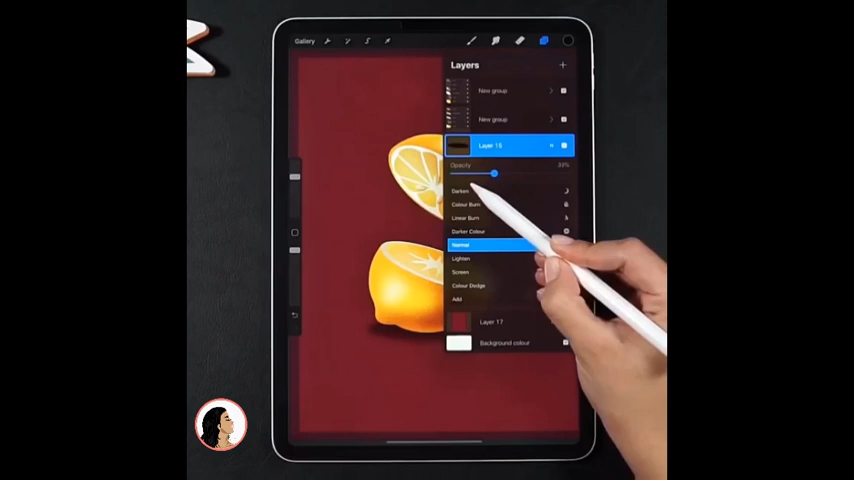 Gallery
Layers
New group
New group
Layer 15
N
Opacity
33%
Darken
Colour Burn
Linear Burn
Darker Colour
Normal
Lighten
Screen
Colour Dodge
Add
Layer 17
Background colour